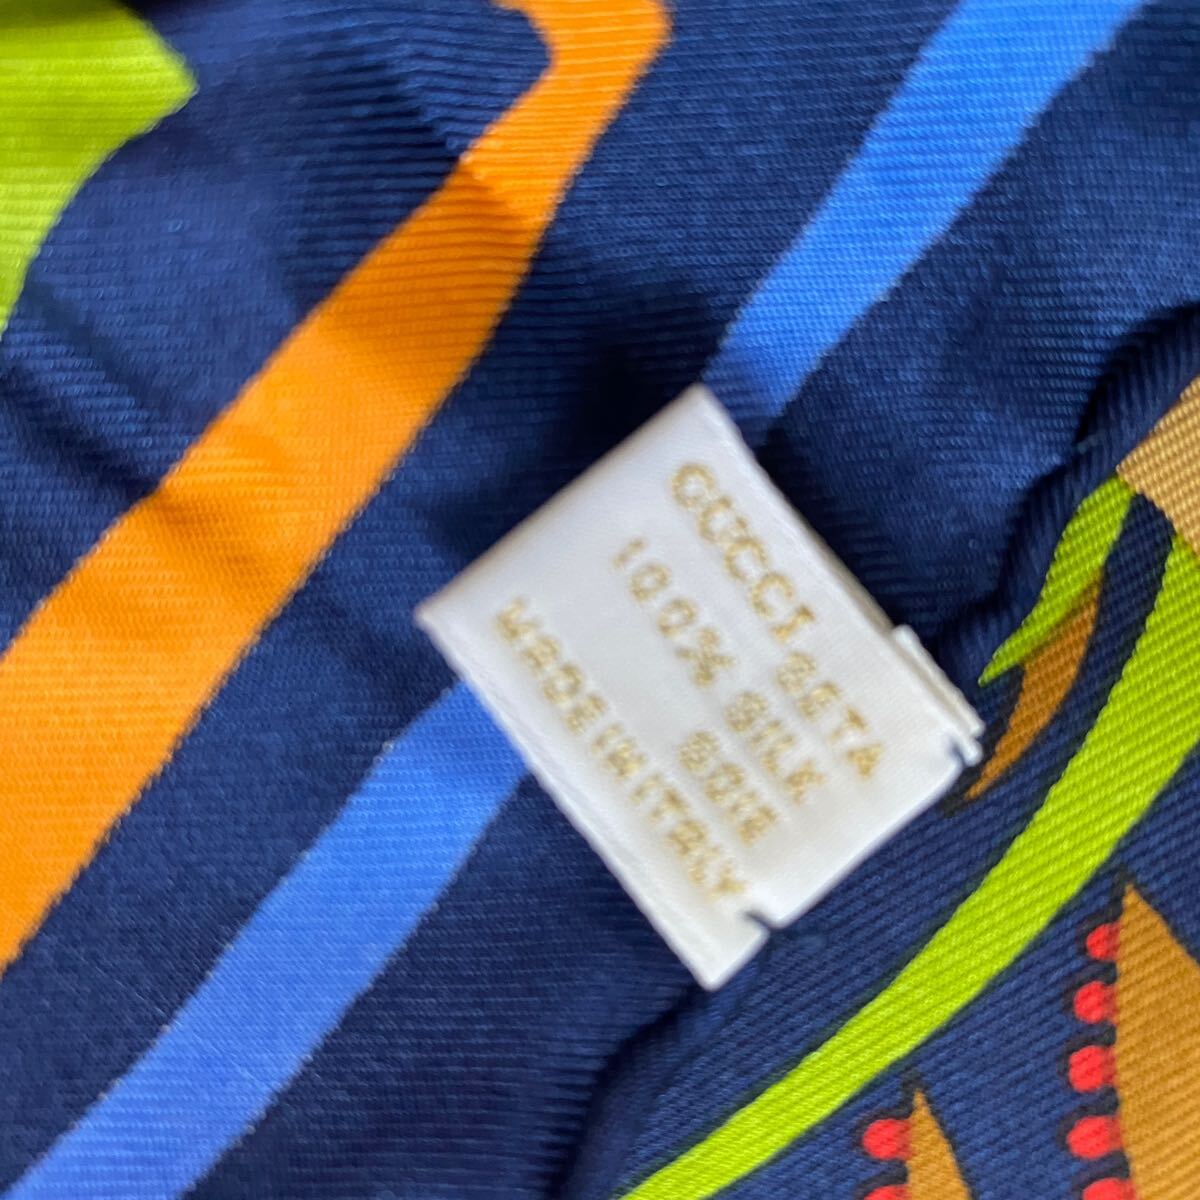 GUCCI SETA
100% SILK
SOIE
MADE IN ITALY